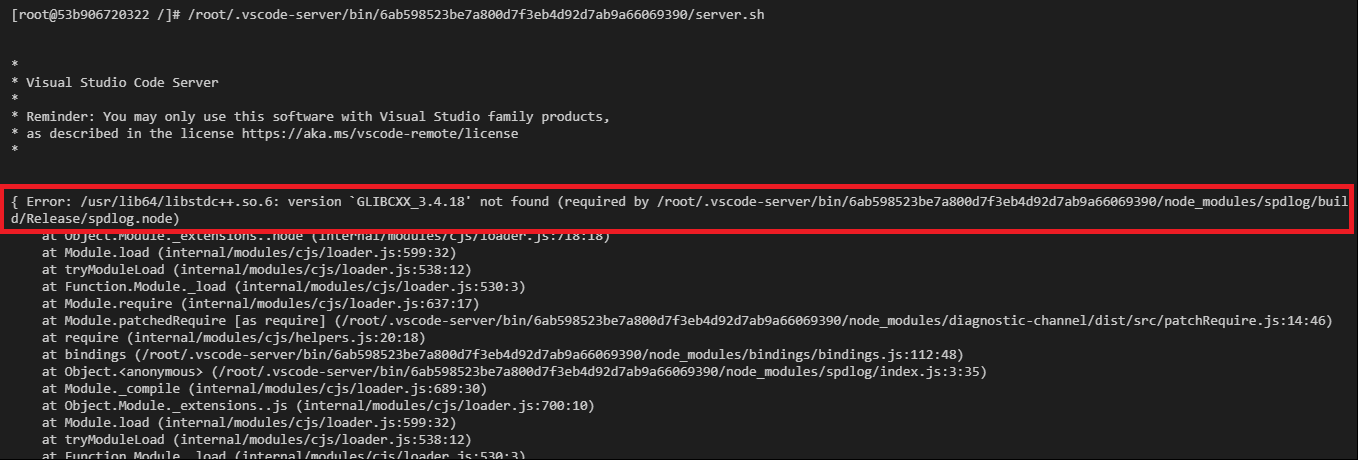 [root@53b906720322 /]# /root/.vscode-server/bin/6ab598523be7a800d7f3eb4d92d7ab9a66069390/server.sh
*
* Visual Studio Code Server
*
* Reminder: You may only use this software with Visual Studio family products,
* as described in the license https://aka.ms/vscode-remote/license
*
{ Error: /usr/lib64/libstdc++.so.6: version `GLIBCXX_3.4.18' not found (required by /root/.vscode-server/bin/6ab598523be7a800d7f3eb4d92d7ab9a66069390/node_modules/spdlog/buil
d/Release/spdlog.node)
at Object.Module._extensions..node (internal/modules/cjs/loader.js:718:18)
at Module.load (internal/modules/cjs/loader.js:599:32)
at tryModuleLoad (internal/modules/cjs/loader.js:538:12)
at Function.Module._load (internal/modules/cjs/loader.js:530:3)
at Module.require (internal/modules/cjs/loader.js:637:17)
at Module.patchedRequire [as require] (/root/.vscode-server/bin/6ab598523be7a800d7f3eb4d92d7ab9a66069390/node_modules/diagnostic-channel/dist/src/patchRequire.js:14:46)
at require (internal/modules/cjs/helpers.js:20:18)
at bindings (/root/.vscode-server/bin/6ab598523be7a800d7f3eb4d92d7ab9a66069390/node_modules/bindings/bindings.js:112:48)
at Object.<anonymous> (/root/.vscode-server/bin/6ab598523be7a800d7f3eb4d92d7ab9a66069390/node_modules/spdlog/index.js:3:35)
at Module._compile (internal/modules/cjs/loader.js:689:30)
at Object.Module._extensions..js (internal/modules/cjs/loader.js:700:10)
at Module.load (internal/modules/cjs/loader.js:599:32)
at tryModuleLoad (internal/modules/cjs/loader.js:538:12)
at Function.Module._load (internal/modules/cjs/loader.js:530:3)